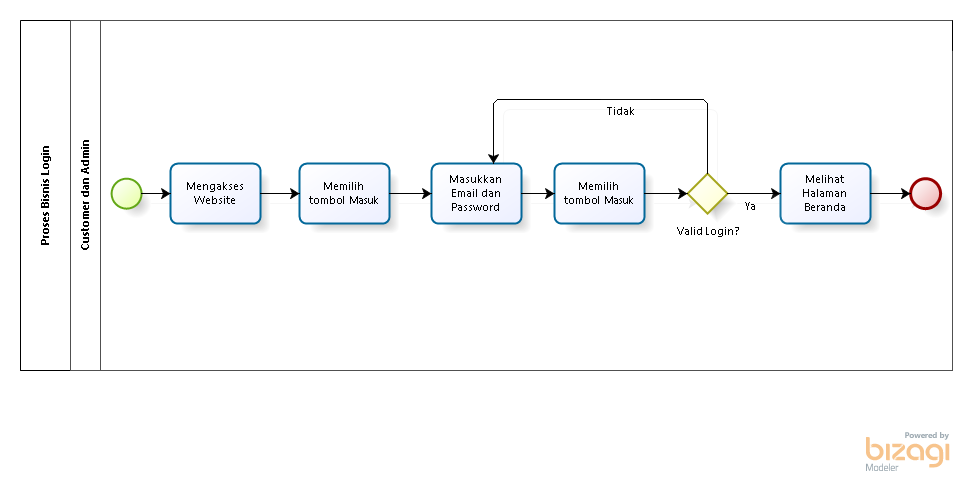 Proses Bisnis Login
Customer dan Admin
Mengakses
Website
Memilih
tombol Masuk
Masukkan
Email dan
Password
Memilih
tombol Masuk
Tidak
Valid Login?
Ya
Melihat
Halaman
Beranda
Powered by
bizagi
Modeler